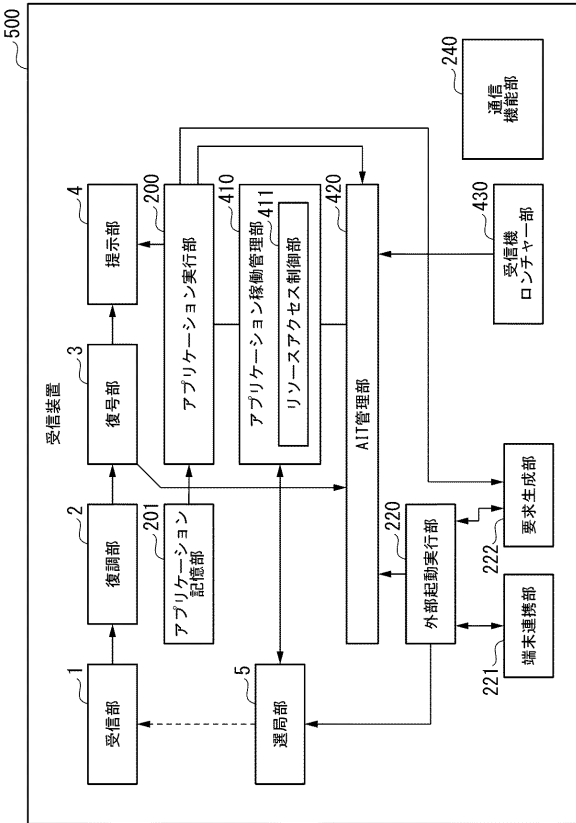 500
受信装置
1
受信部
2
復調部
3
復号部
4
提示部
201
アプリケーション
記憶部
200
アプリケーション実行部
5
選局部
410
アプリケーション稼働管理部
411
リソースアクセス制御部
420
AIT管理部
240
通信
機能部
220
外部起動実行部
430
受信機
ロンチャー部
221
端末連携部
222
要求生成部